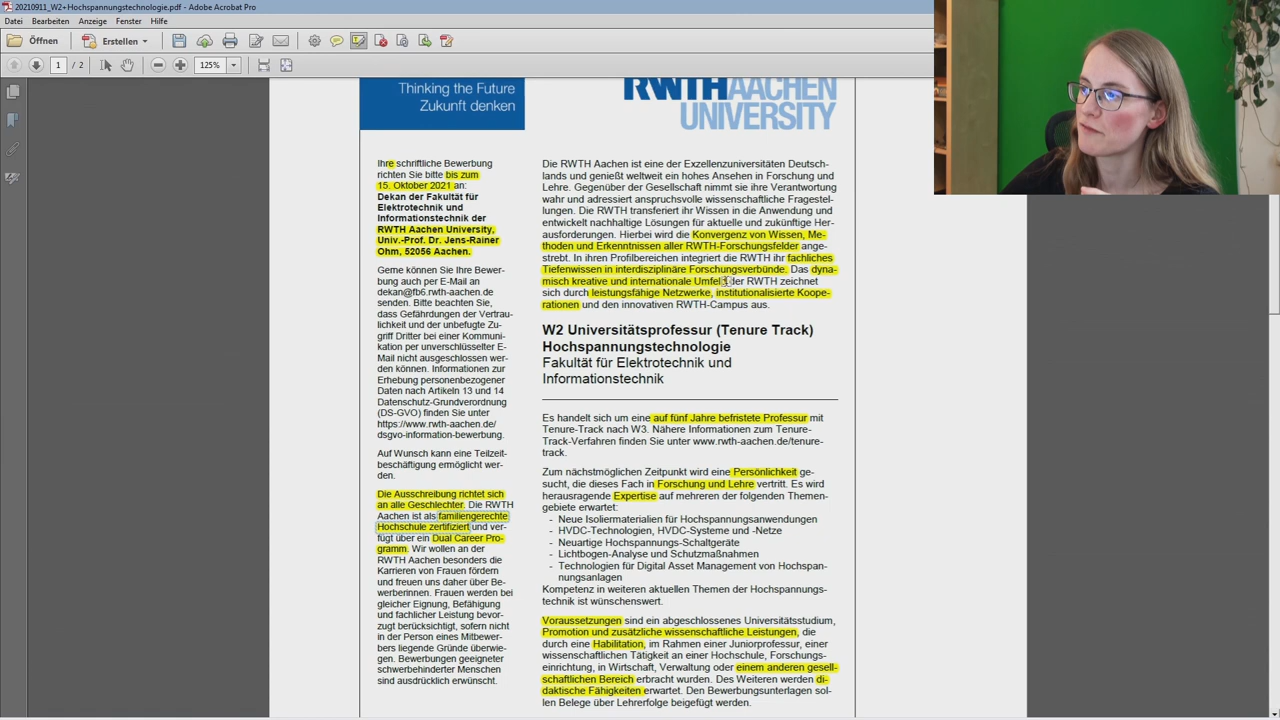 20210911_W2+Hochspannungstechnologie.pdf - Adobe Acrobat Pro
Datei Bearbeiten Anzeige Fenster Hilfe
Öffnen Erstellen
1 / 2 125%
Thinking the Future
Zukunft denken
RWTH AACHEN
UNIVERSITY
Ihre schriftliche Bewerbung
richten Sie bitte bis zum
15. Oktober 2021 an:
Dekan der Fakultät für
Elektrotechnik und
Informationstechnik der
RWTH Aachen University,
Univ.-Prof. Dr. Jens-Rainer
Ohm, 52056 Aachen.
Gerne können Sie Ihre Bewer-
bung auch per E-Mail an
dekan@fb6.rwth-aachen.de
senden. Bitte beachten Sie,
dass Gefährdungen der Vertrau-
lichkeit und der unbefugte Zu-
griff Dritter bei einer Kommuni-
kation per unverschlüsselter E-
Mail nicht ausgeschlossen wer-
den können. Informationen zur
Erhebung personenbezogener
Daten nach Artikeln 13 und 14
Datenschutz-Grundverordnung
(DS-GVO) finden Sie unter
https://www.rwth-aachen.de/
dsgvo-information-bewerbung.
Auf Wunsch kann eine Teilzeit-
beschäftigung ermöglicht wer-
den.
Die Ausschreibung richtet sich
an alle Geschlechter. Die RWTH
Aachen ist als familiengerechte
Hochschule zertifiziert und ver-
fügt über ein Dual Career Pro-
gramm. Wir wollen an der
RWTH Aachen besonders die
Karrieren von Frauen fördern
und freuen uns daher über Be-
werberinnen. Frauen werden bei
gleicher Eignung, Befähigung
und fachlicher Leistung bevor-
zugt berücksichtigt, sofern nicht
in der Person eines Mitbewer-
bers liegende Gründe überwie-
gen. Bewerbungen geeigneter
schwerbehinderter Menschen
sind ausdrücklich erwünscht.
Die RWTH Aachen ist eine der Exzellenzuniversitäten Deutsch-
lands und genießt weltweit ein hohes Ansehen in Forschung und
Lehre. Gegenüber der Gesellschaft nimmt sie ihre Verantwortung
wahr und adressiert anspruchsvolle wissenschaftliche Fragestel-
lungen. Die RWTH transferiert ihr Wissen in die Anwendung und
entwickelt nachhaltige Lösungen für aktuelle und zukünftige Her-
ausforderungen. Hierbei wird die Konvergenz von Wissen, Me-
thoden und Erkenntnissen aller RWTH-Forschungsfelder ange-
strebt. In ihren Profilbereichen integriert die RWTH ihr fachliches
Tiefenwissen in interdisziplinäre Forschungsverbünde. Das dyna-
misch kreative und internationale Umfeld der RWTH zeichnet
sich durch leistungsfähige Netzwerke, institutionalisierte Koope-
rationen und den innovativen RWTH-Campus aus.
W2 Universitätsprofessur (Tenure Track)
Hochspannungstechnologie
Fakultät für Elektrotechnik und
Informationstechnik
Es handelt sich um eine auf fünf Jahre befristete Professur mit
Tenure-Track nach W3. Nähere Informationen zum Tenure-
Track-Verfahren finden Sie unter www.rwth-aachen.de/tenure-
track.
Zum nächstmöglichen Zeitpunkt wird eine Persönlichkeit ge-
sucht, die dieses Fach in Forschung und Lehre vertritt. Es wird
herausragende Expertise auf mehreren der folgenden Themen-
gebiete erwartet:
- Neue Isoliermaterialien für Hochspannungsanwendungen
- HVDC-Technologien, HVDC-Systeme und -Netze
- Neuartige Hochspannungs-Schaltgeräte
- Lichtbogen-Analyse und Schutzmaßnahmen
- Technologien für Digital Asset Management von Hochspan-
nungsanlagen
Kompetenz in weiteren aktuellen Themen der Hochspannungs-
technik ist wünschenswert.
Voraussetzungen sind ein abgeschlossenes Universitätsstudium,
Promotion und zusätzliche wissenschaftliche Leistungen, die
durch eine Habilitation, im Rahmen einer Juniorprofessur, einer
wissenschaftlichen Tätigkeit an einer Hochschule, Forschungs-
einrichtung, in Wirtschaft, Verwaltung oder einem anderen gesell-
schaftlichen Bereich erbracht wurden. Des Weiteren werden di-
daktische Fähigkeiten erwartet. Den Bewerbungsunterlagen sol-
len Belege über Lehrerfolge beigefügt werden.